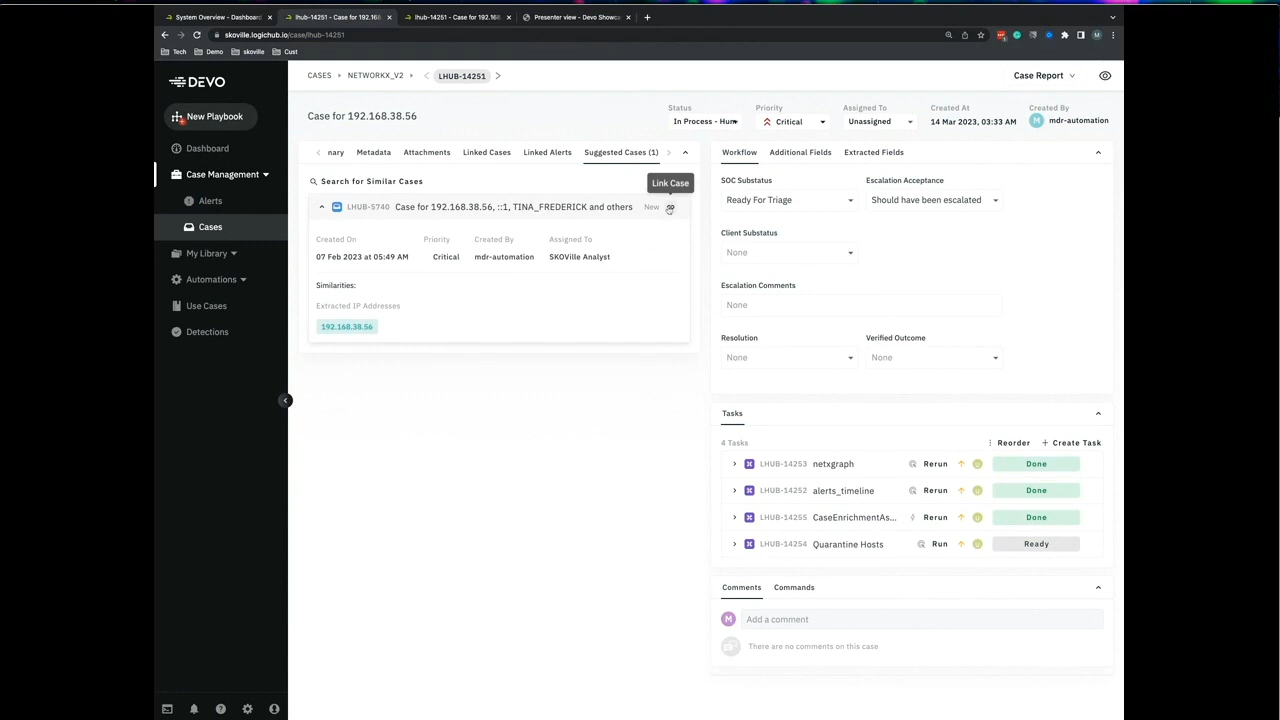 System Overview - Dashboard
lhub-14251 - Case for 192.168.
lhub-14251 - Case for 192.168.
Presenter view - Devo Showca
skoville.logichub.io/case/lhub-14251
Tech
Demo
skoville
Cust
DEVO
New Playbook
Dashboard
Case Management
Alerts
Cases
My Library
Automations
Use Cases
Detections
CASES
NETWORKX_V2
LHUB-14251
Case Report
Case for 192.168.38.56
Status
In Process - Hum
Priority
Critical
Assigned To
Unassigned
Created At
14 Mar 2023, 03:33 AM
Created By
M
mdr-automation
nary
Metadata
Attachments
Linked Cases
Linked Alerts
Suggested Cases (1)
Search for Similar Cases
Link Case
LHUB-5740
Case for 192.168.38.56, ::1, TINA_FREDERICK and others
New
Created On
Priority
Created By
Assigned To
07 Feb 2023 at 05:49 AM
Critical
mdr-automation
SKOVille Analyst
Similarities:
Extracted IP Addresses
192.168.38.56
Workflow
Additional Fields
Extracted Fields
SOC Substatus
Escalation Acceptance
Ready For Triage
Should have been escalated
Client Substatus
None
Escalation Comments
None
Resolution
Verified Outcome
None
None
Tasks
4 Tasks
Reorder
+ Create Task
LHUB-14253 netxgraph Rerun Done
LHUB-14252 alerts_timeline Rerun Done
LHUB-14255 CaseEnrichmentAs... Rerun Done
LHUB-14254 Quarantine Hosts Run Ready
Comments
Commands
M
Add a comment
There are no comments on this case